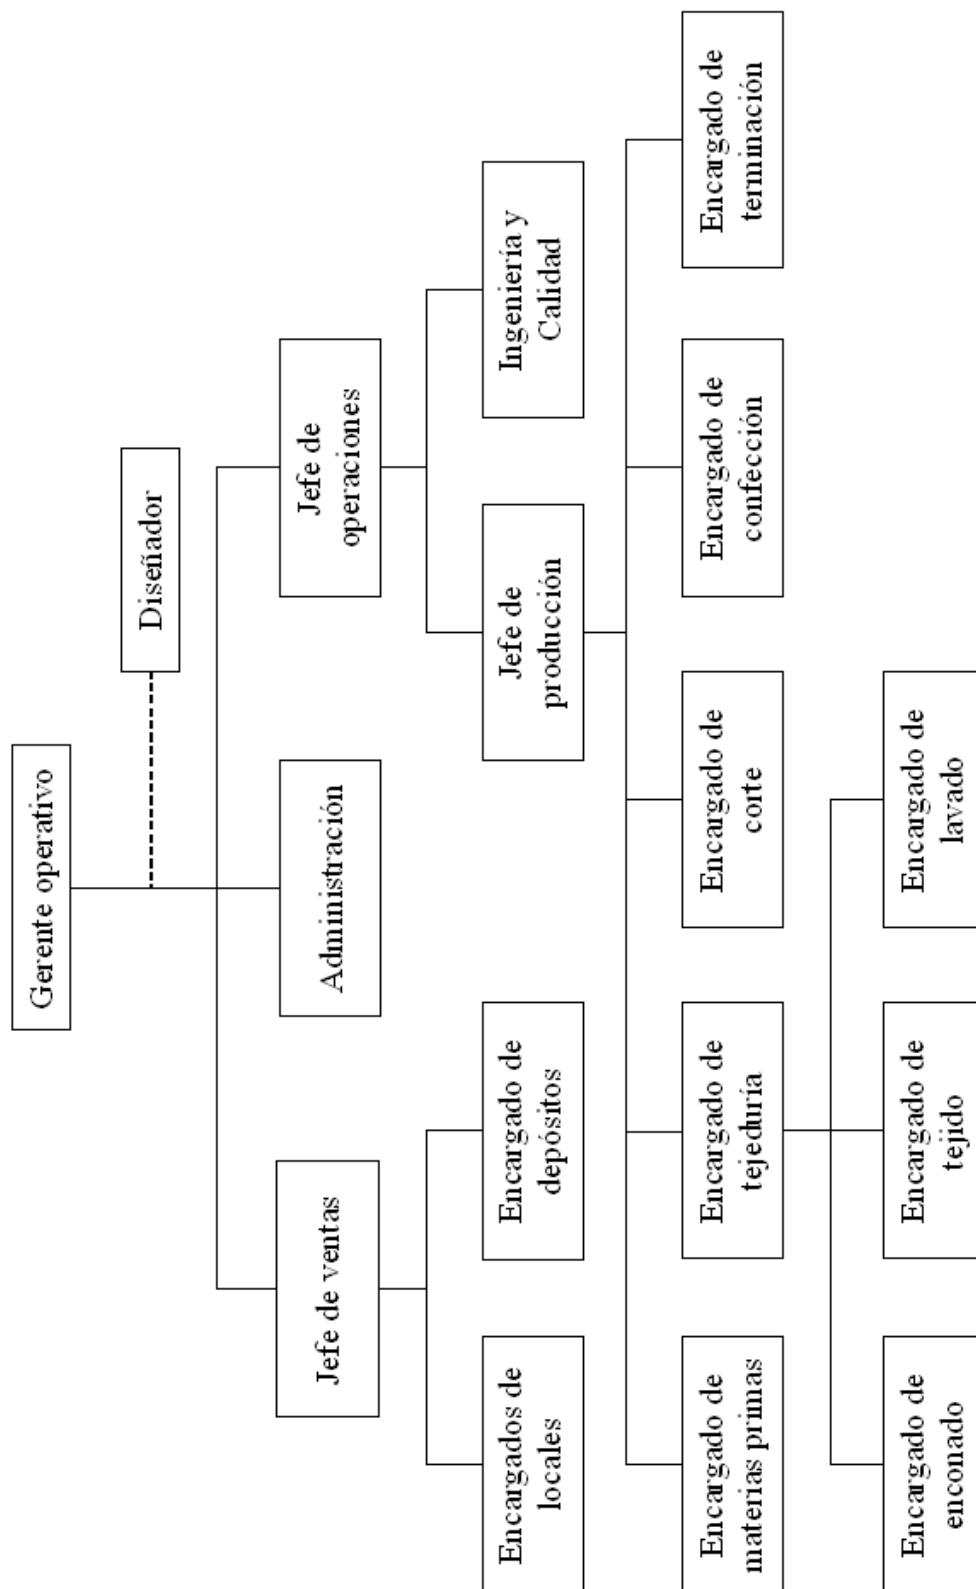 Gerente operativo
Diseñador
Jefe de ventas
Administración
Jefe de
operaciones
Encargados de
locales
Encargado de
depósitos
Jefe de
producción
Ingeniería y
Calidad
Encargado de
materias primas
Encargado de
tejeduría
Encargado de
corte
Encargado de
confección
Encargado de
terminación
Encargado de
enconado
Encargado de
tejido
Encargado de
lavado